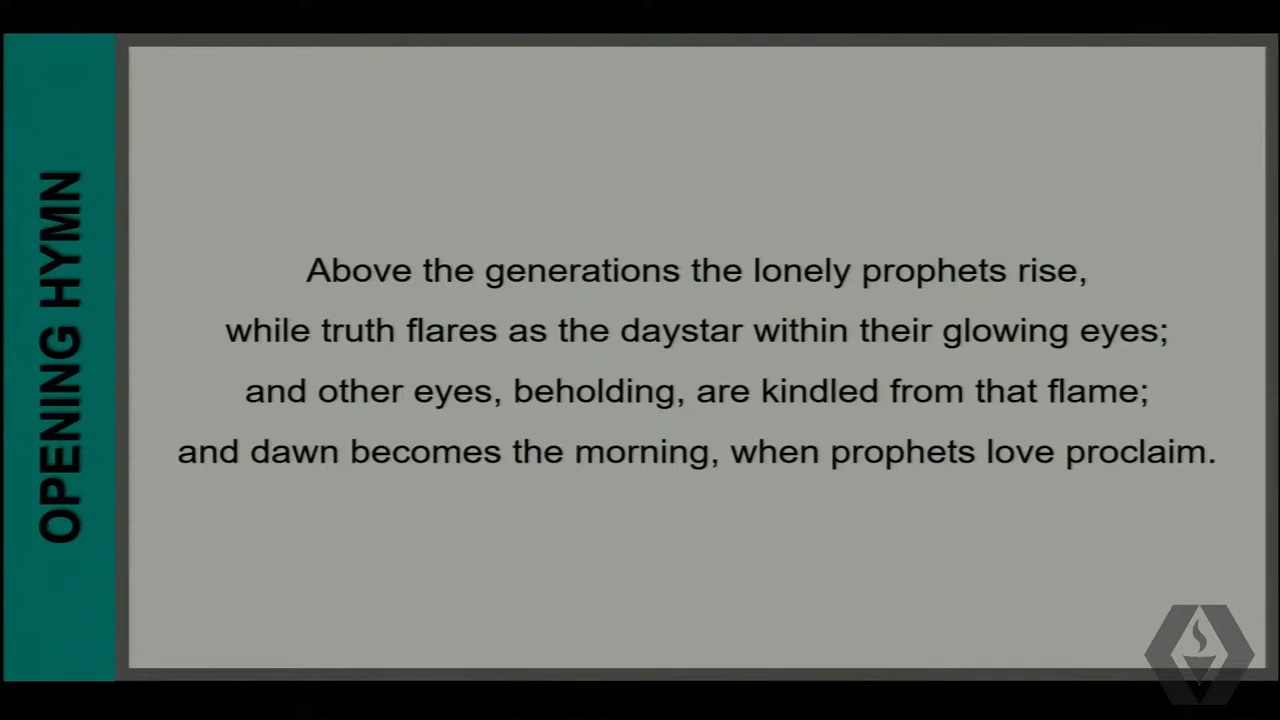 OPENING HYMN
Above the generations the lonely prophets rise,
while truth flares as the daystar within their glowing eyes;
and other eyes, beholding, are kindled from that flame;
and dawn becomes the morning, when prophets love proclaim.